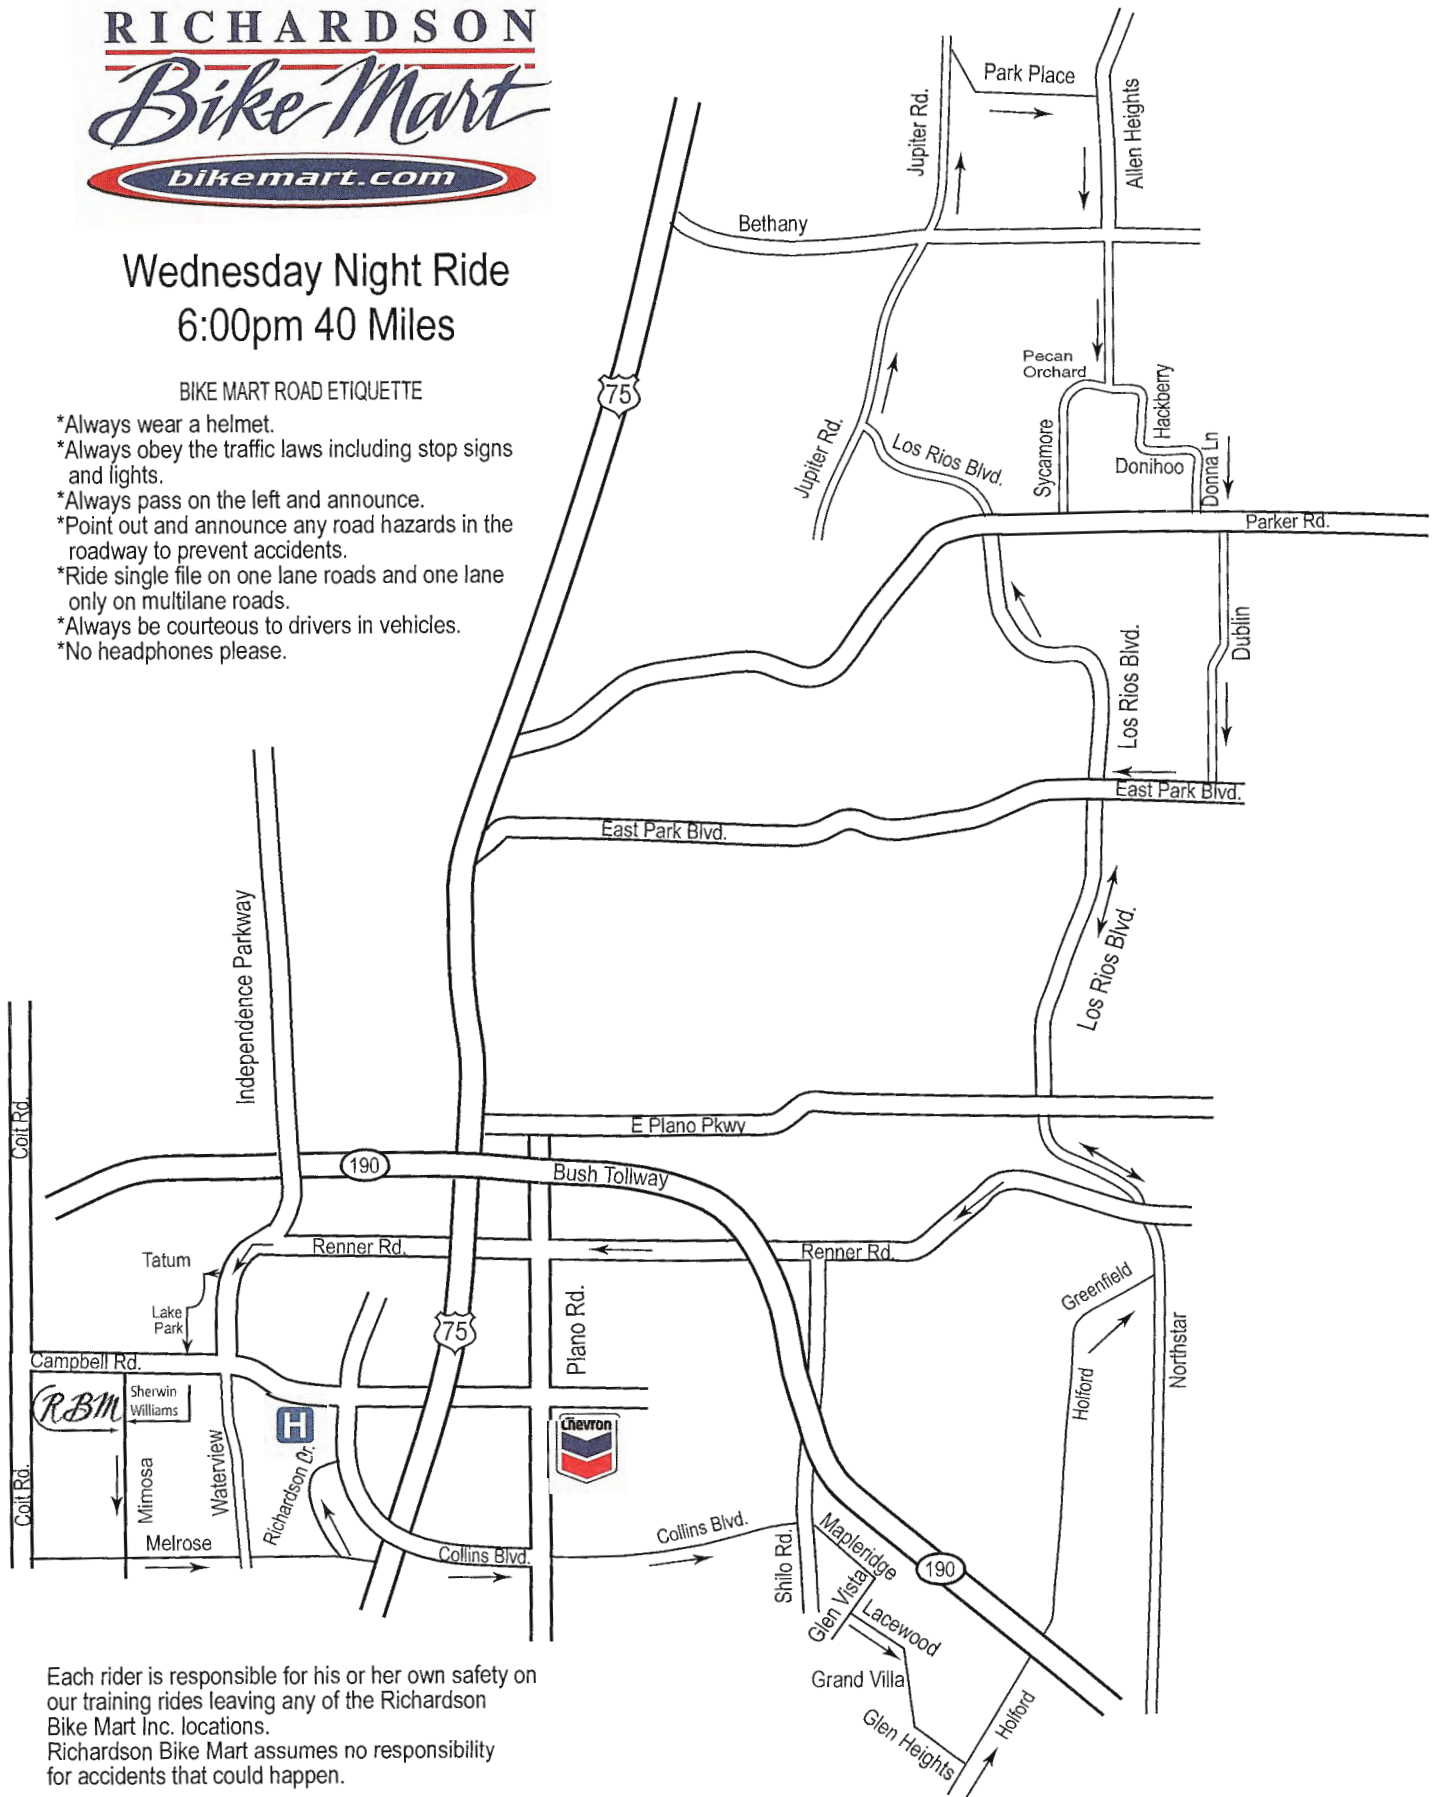 RICHARDSON
Bike Mart
bikemart.com
Wednesday Night Ride
6:00pm 40 Miles
BIKE MART ROAD ETIQUETTE
*Always wear a helmet.
*Always obey the traffic laws including stop signs
and lights.
*Always pass on the left and announce.
*Point out and announce any road hazards in the
roadway to prevent accidents.
*Ride single file on one lane roads and one lane
only on multilane roads.
*Always be courteous to drivers in vehicles.
*No headphones please.
Park Place
Jupiter Rd.
Allen Heights
Bethany
75
Pecan
Orchard
Hackberry
Jupiter Rd.
Los Rios Blvd.
Sycamore
Donihoo
Donna Ln
Parker Rd.
Dublin
Los Rios Blvd.
East Park Blvd.
East Park Blvd.
Independence Parkway
Los Rios Blvd.
Coit Rd.
E Plano Pkwy
190
Bush Tollway
Tatum
Renner Rd.
Renner Rd.
Greenfield
Lake
Park
75
Plano Rd.
Northstar
Campbell Rd.
RBM
Sherwin
Williams
H
Chevron
Holford
Coit Rd.
Mimosa
Waterview
Richardson Dr.
Melrose
Collins Blvd.
Collins Blvd.
Shilo Rd.
Mapleridge
190
Glen Vista
Lacewood
Grand Villa
Glen Heights
Holford
Each rider is responsible for his or her own safety on
our training rides leaving any of the Richardson
Bike Mart Inc. locations.
Richardson Bike Mart assumes no responsibility
for accidents that could happen.